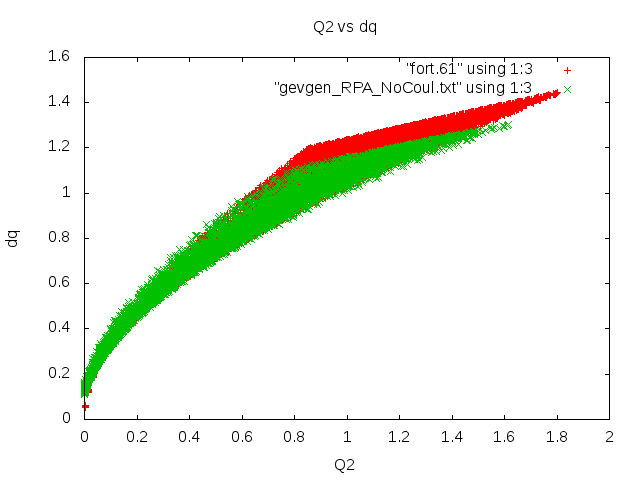 Q2 vs dq
"fort.61" using 1:3
"gevgen_RPA_NoCoul.txt" using 1:3
1.6
1.4
1.2
1
0.8
0.6
0.4
0.2
0
dq
0 0.2 0.4 0.6 0.8 1 1.2 1.4 1.6 1.8 2
Q2